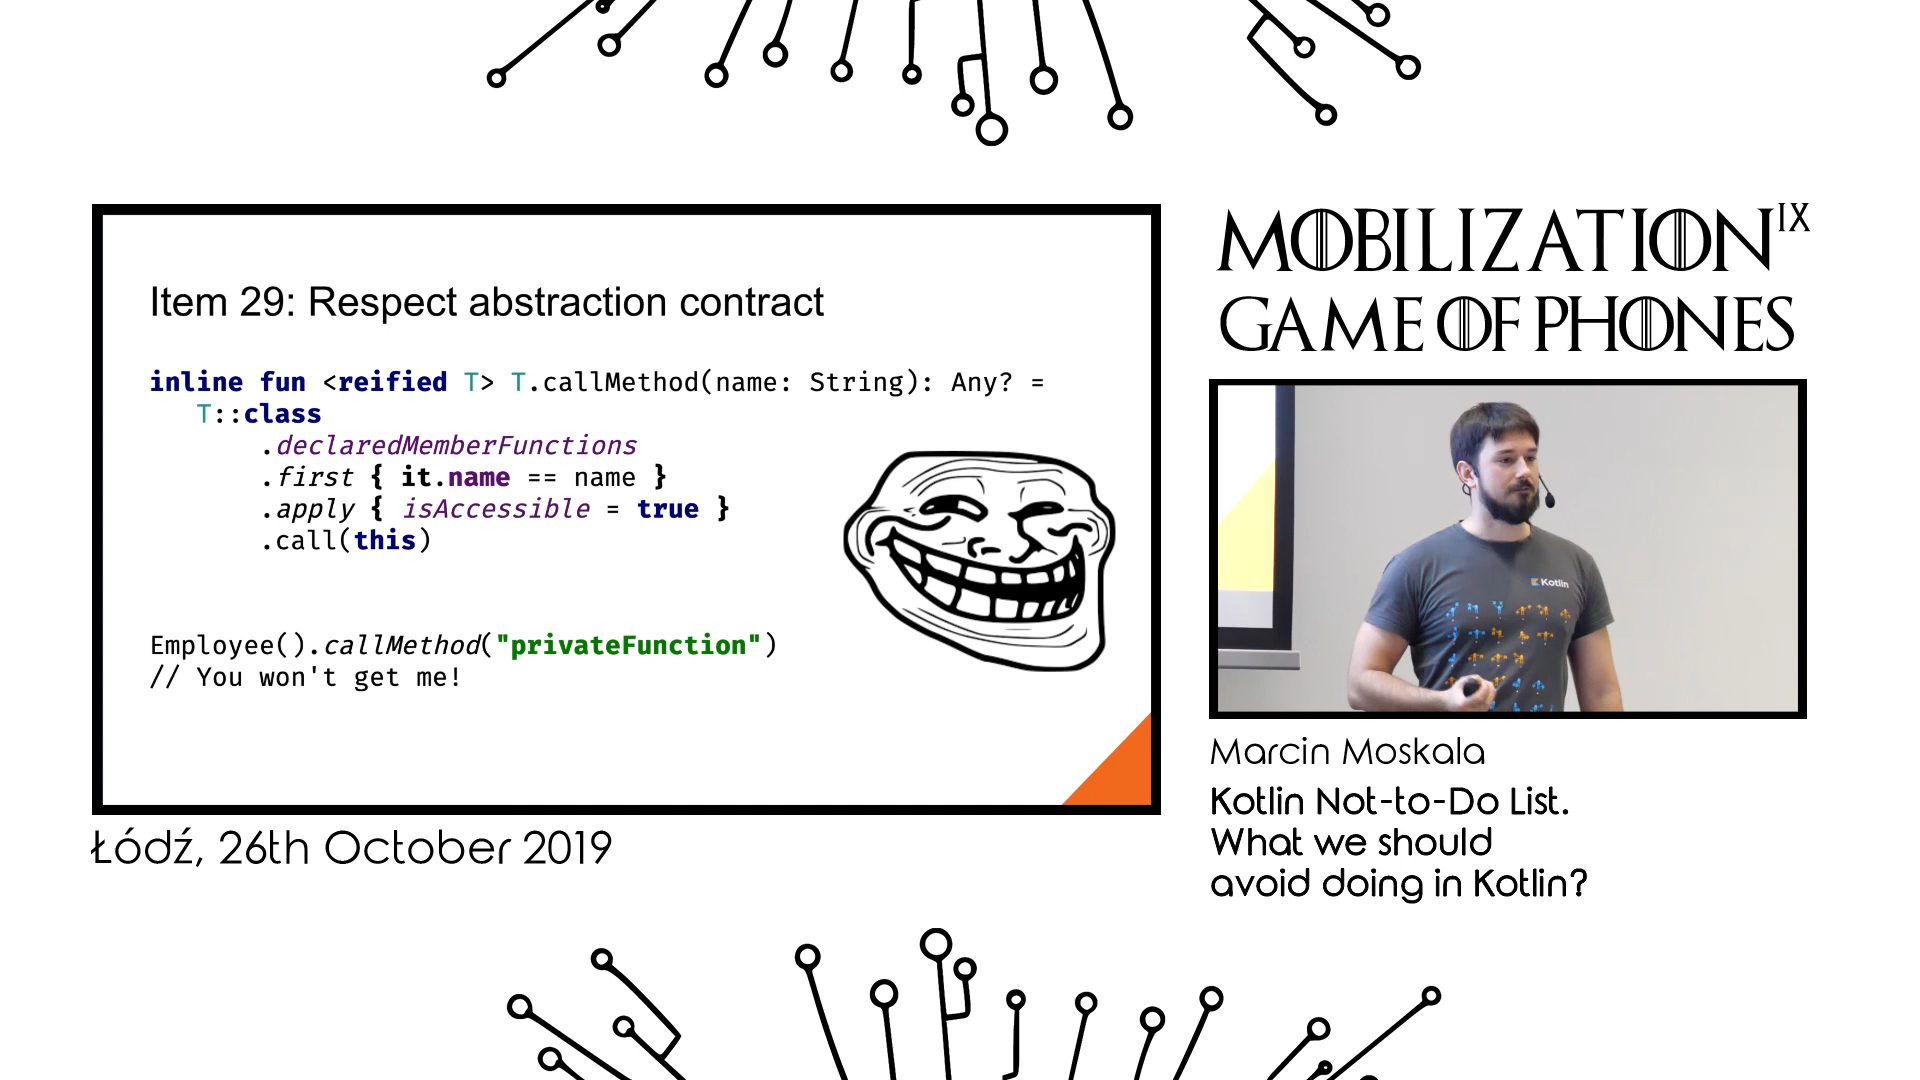 Item 29: Respect abstraction contract
inline fun <reified T> T.callMethod(name: String): Any? =
T::class
.declaredMemberFunctions
.first { it.name == name }
.apply { isAccessible = true }
.call(this)
Employee().callMethod("privateFunction")
// You won't get me!
Łódź, 26th October 2019
MOBILIZATION IX
GAME OF PHONES
Kotlin
Marcin Moskala
Kotlin Not-to-Do List.
What we should
avoid doing in Kotlin?